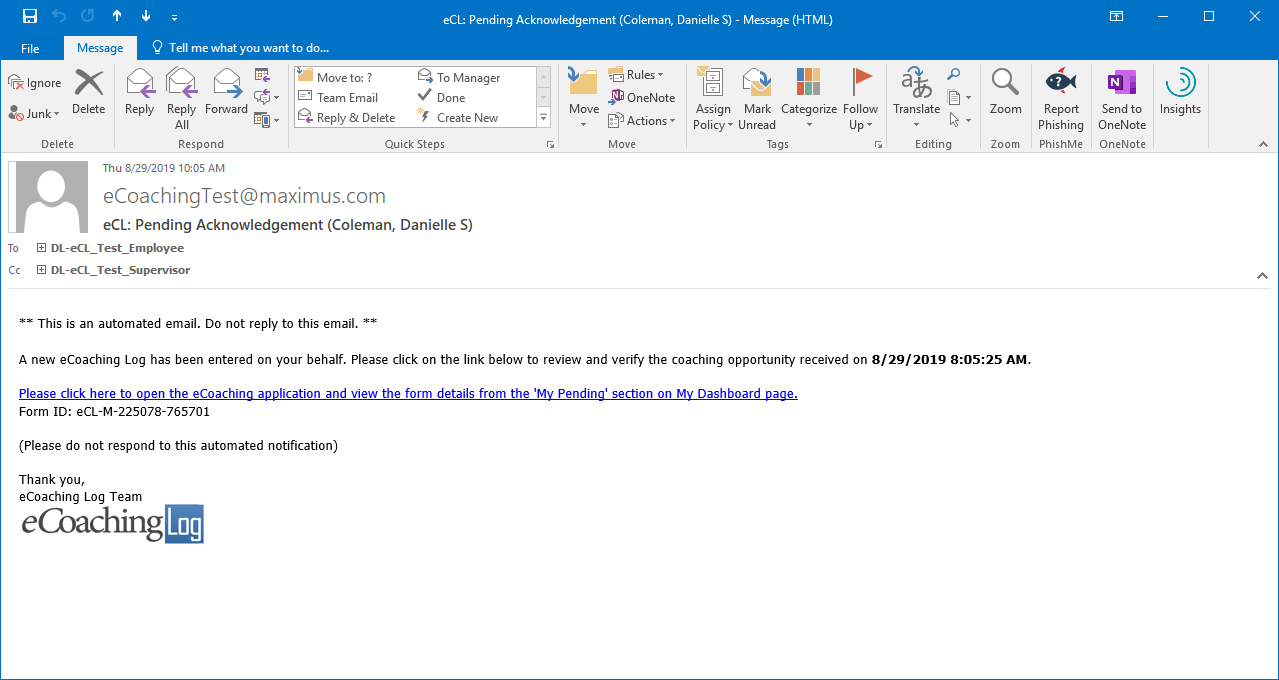 eCL: Pending Acknowledgement (Coleman, Danielle S) - Message (HTML)
File
Message
Tell me what you want to do...
Ignore
Junk
Delete
Delete
Reply
Reply All
Forward
Respond
Move to: ?
Team Email
Reply & Delete
To Manager
Done
Create New
Quick Steps
Move
Rules
OneNote
Actions
Move
Assign Policy
Mark Unread
Categorize
Follow Up
Tags
Translate
Editing
Zoom
Zoom
Report Phishing
PhishMe
Send to OneNote
OneNote
Insights
Thu 8/29/2019 10:05 AM
eCoachingTest@maximus.com
eCL: Pending Acknowledgement (Coleman, Danielle S)
To DL-eCL_Test_Employee
Cc DL-eCL_Test_Supervisor
** This is an automated email. Do not reply to this email. **
A new eCoaching Log has been entered on your behalf. Please click on the link below to review and verify the coaching opportunity received on 8/29/2019 8:05:25 AM.
Please click here to open the eCoaching application and view the form details from the 'My Pending' section on My Dashboard page.
Form ID: eCL-M-225078-765701
(Please do not respond to this automated notification)
Thank you,
eCoaching Log Team
eCoaching Log